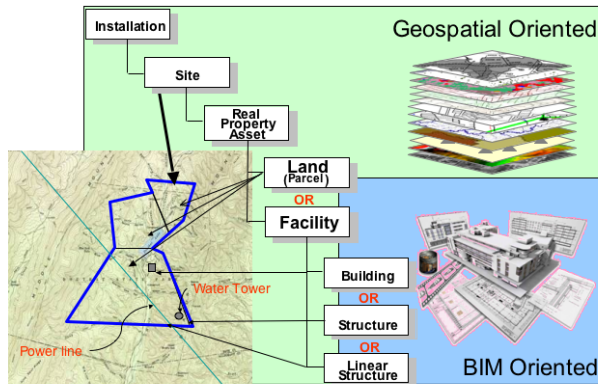 Installation
Geospatial Oriented
Site
Real
Property
Asset
Land
(Parcel)
OR
Facility
Building
OR
Structure
OR
Linear
Structure
Water Tower
Power line
BIM Oriented